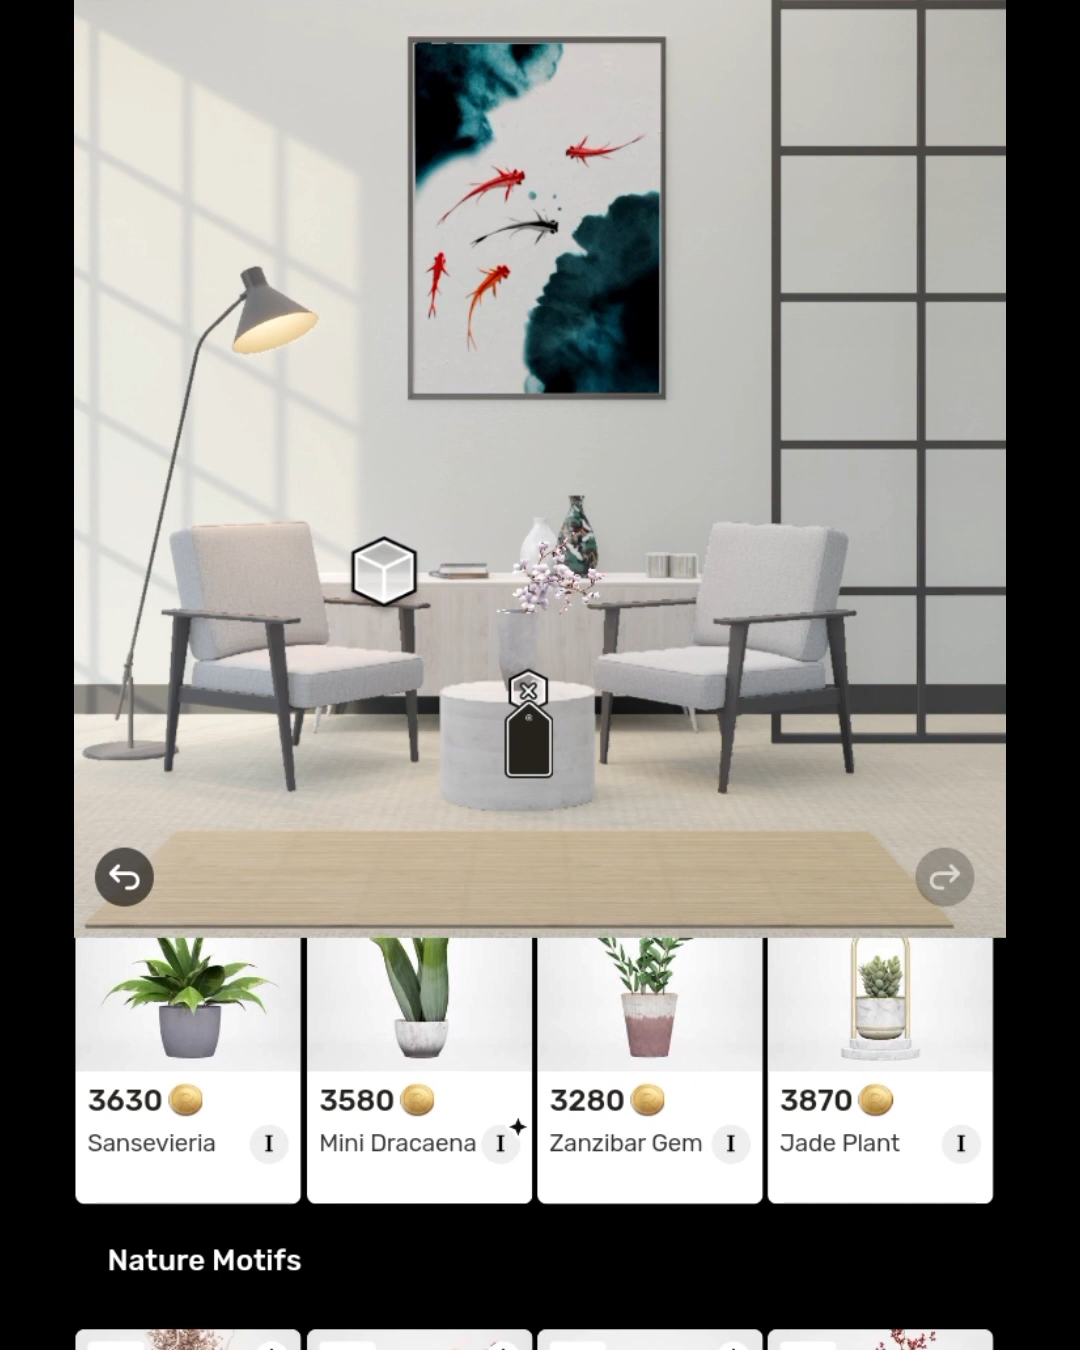 3630
3580
3280
3870
Sansevieria I
Mini Dracaena I
Zanzibar Gem I
Jade Plant I
Nature Motifs